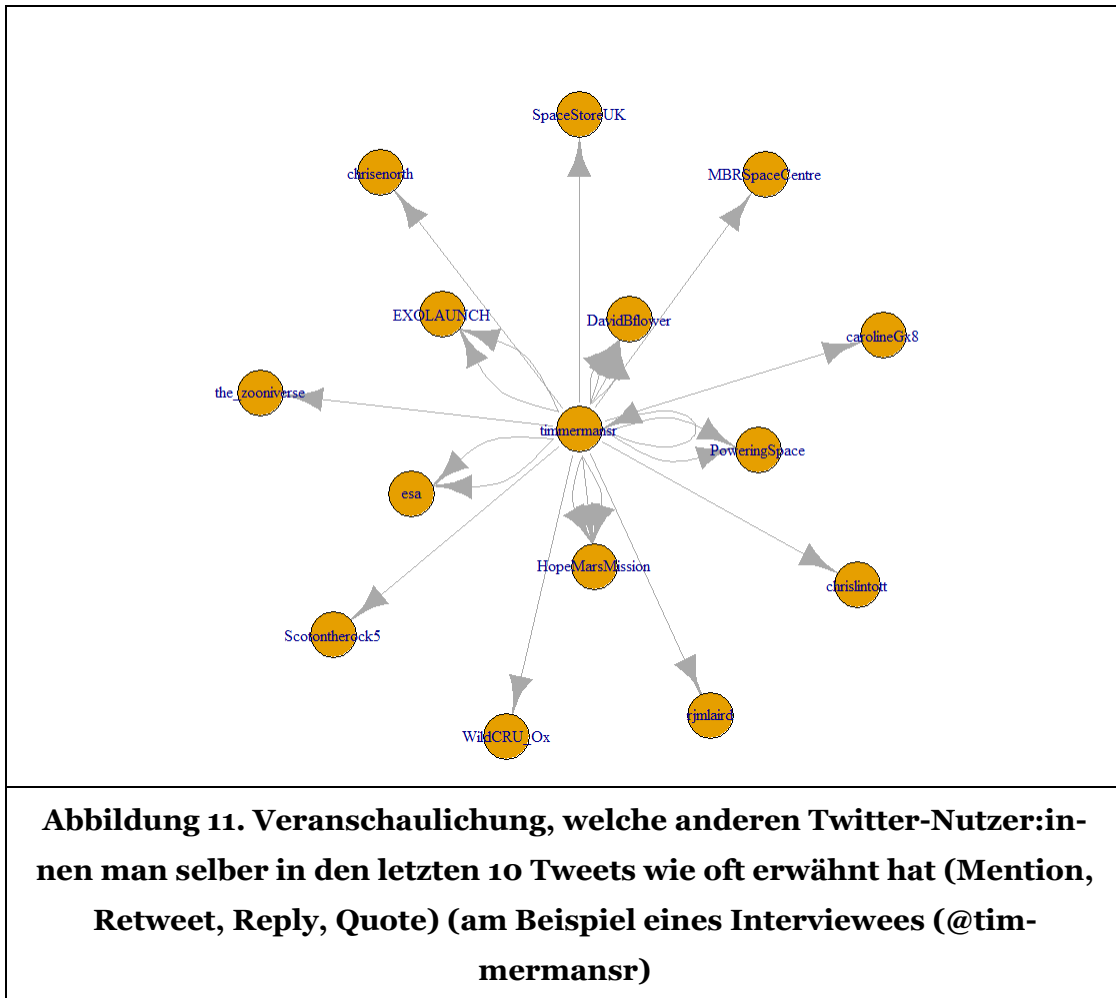 SpaceStoreUK
chrisenorth
MBRSpaceCentre
EXOLAUNCH
DavidBflower
carolineGx8
the_zooniverse
timmermansr
PoweringSpace
esa
HopeMarsMission
chrislintott
Scotontherock5
rjmlaird
WildCRU_Ox
Abbildung 11. Veranschaulichung, welche anderen Twitter-Nutzer:in-
nen man selber in den letzten 10 Tweets wie oft erwähnt hat (Mention,
Retweet, Reply, Quote) (am Beispiel eines Interviewees (@tim-
mermansr)